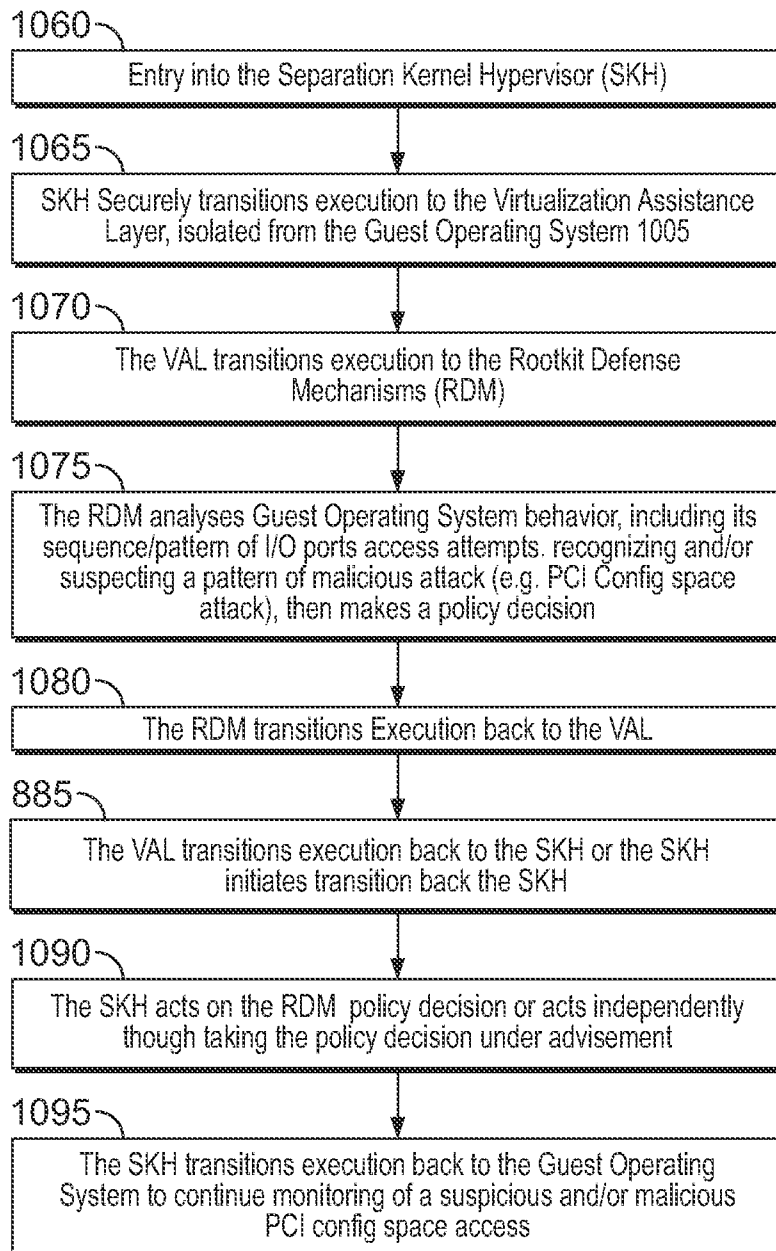 1060
Entry into the Separation Kernel Hypervisor (SKH)
1065
SKH Securely transitions execution to the Virtualization Assistance
Layer, isolated from the Guest Operating System 1005
1070
The VAL transitions execution to the Rootkit Defense
Mechanisms (RDM)
1075
The RDM analyses Guest Operating System behavior, including its
sequence/pattern of I/O ports access attempts. recognizing and/or
suspecting a pattern of malicious attack (e.g. PCI Config space
attack), then makes a policy decision
1080
The RDM transitions Execution back to the VAL
885
The VAL transitions execution back to the SKH or the SKH
initiates transition back the SKH
1090
The SKH acts on the RDM policy decision or acts independently
though taking the policy decision under advisement
1095
The SKH transitions execution back to the Guest Operating
System to continue monitoring of a suspicious and/or malicious
PCI config space access